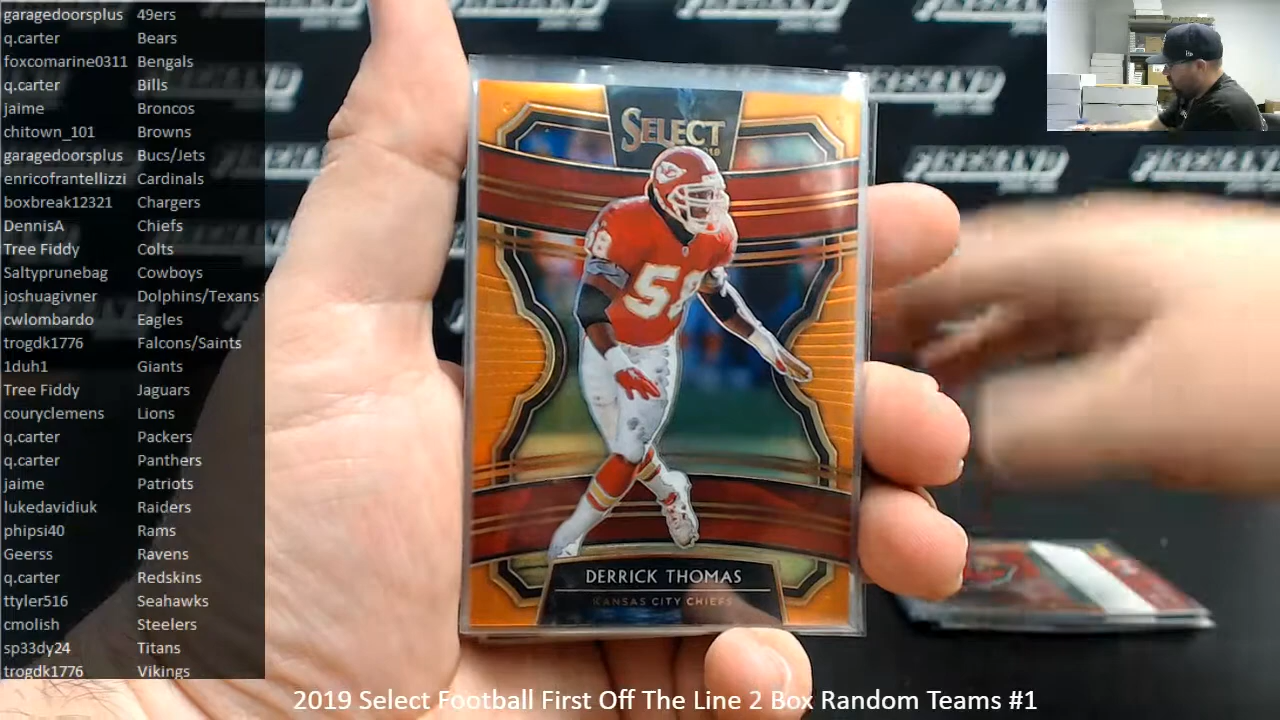 garagedoorsplus 49ers
q.carter Bears
foxcomarine0311 Bengals
q.carter Bills
jaime Broncos
chitown_101 Browns
garagedoorsplus Bucs/Jets
enricofrantellizzi Cardinals
boxbreak12321 Chargers
DennisA Chiefs
Tree Fiddy Colts
Saltyprunebag Cowboys
joshuagivner Dolphins/Texans
cwlombardo Eagles
trogdk1776 Falcons/Saints
1duh1 Giants
Tree Fiddy Jaguars
couryclemens Lions
q.carter Packers
q.carter Panthers
jaime Patriots
lukedavidiuk Raiders
phipsi40 Rams
Geerss Ravens
q.carter Redskins
ttyler516 Seahawks
cmolish Steelers
sp33dy24 Titans
trogdk1776 Vikings
SELECT
58
58
DERRICK THOMAS
KANSAS CITY CHIEFS
2019 Select Football First Off The Line 2 Box Random Teams #1